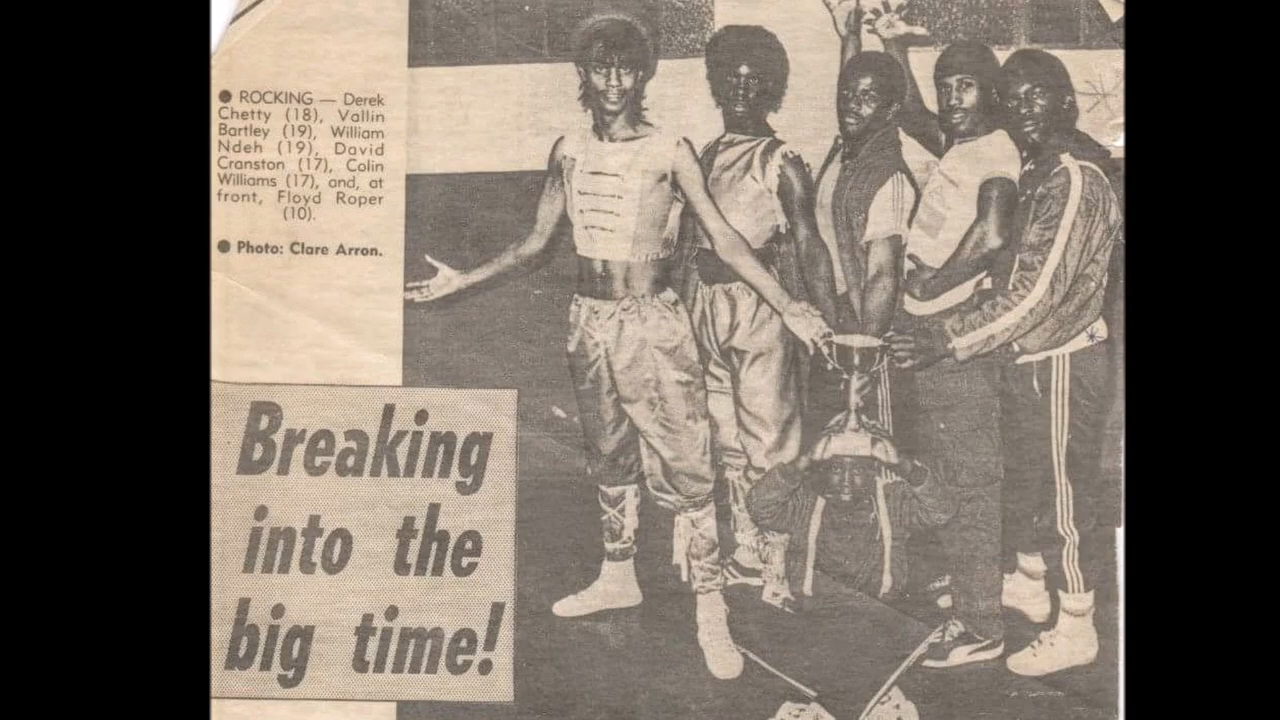 ● ROCKING — Derek
Chetty (18), Vallin
Bartley (19), William
Ndeh (19), David
Cranston (17), Colin
Williams (17), and, at
front, Floyd Roper
(10).
● Photo: Clare Arron.
Breaking
into the
big time!